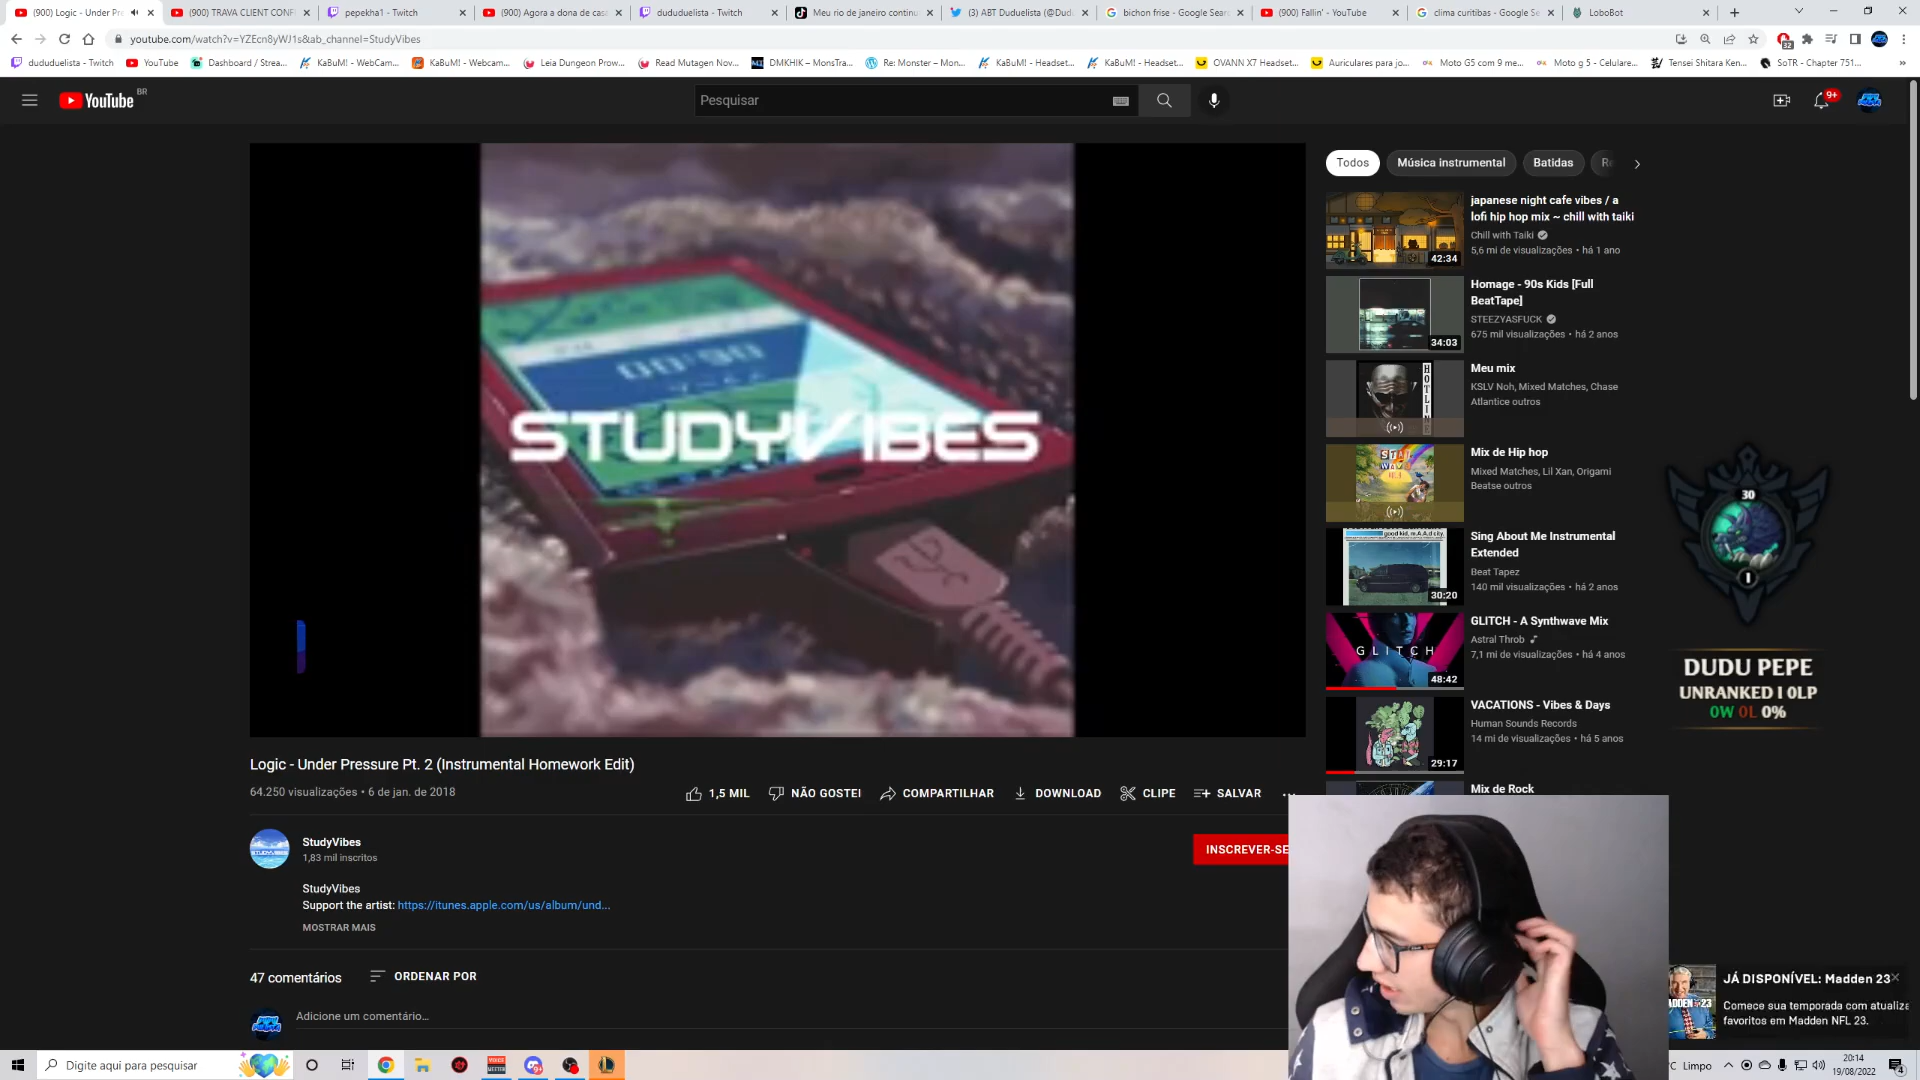 (900) Logic - Under Pre
(900) TRAVA CLIENT CONF
pepekha1 - Twitch
(900) Agora a dona de casa
dududuelista - Twitch
Meu rio de janeiro continu
(3) ABT Duduelista (@Dud
bichon frise - Google Sear
(900) Fallin' - YouTube
clima curitibas - Google Se
LoboBot
youtube.com/watch?v=YZEcn8yWJ1s&ab_channel=StudyVibes
32
dududuelista - Twitch
YouTube
Dashboard / Strea...
KaBuM! - WebCam...
KaBuM! - Webcam...
Leia Dungeon Prow...
Read Mutagen Nov...
DMKHIK – MonsTra...
Re: Monster – Mon...
KaBuM! - Headset...
KaBuM! - Headset...
OVANN X7 Headset...
Auriculares para jo...
Moto G5 com 9 me...
Moto g 5 - Celulare...
Tensei Shitara Ken...
SoTR - Chapter 751...
YouTube BR
Pesquisar
9+
STUDYVIBES
Todos
Música instrumental
Batidas
japanese night cafe vibes / a
lofi hip hop mix ~ chill with taiki
Chill with Taiki
5,6 mi de visualizações • há 1 ano
42:34
Homage - 90s Kids [Full
BeatTape]
STEEZYASFUCK
675 mil visualizações • há 2 anos
34:03
Meu mix
KSLV Noh, Mixed Matches, Chase
Atlantice outros
Mix de Hip hop
Mixed Matches, Lil Xan, Origami
Beatse outros
Sing About Me Instrumental
Extended
Beat Tapez
140 mil visualizações • há 2 anos
good kid, m.A.A.d city
30:20
GLITCH - A Synthwave Mix
Astral Throb
7,1 mi de visualizações • há 4 anos
GLITCH
48:42
VACATIONS - Vibes & Days
Human Sounds Records
14 mi de visualizações • há 5 anos
29:17
Mix de Rock
30
I
DUDU PEPE
UNRANKED I 0LP
0W 0L 0%
Logic - Under Pressure Pt. 2 (Instrumental Homework Edit)
64.250 visualizações • 6 de jan. de 2018
1,5 MIL
NÃO GOSTEI
COMPARTILHAR
DOWNLOAD
CLIPE
SALVAR
StudyVibes
1,83 mil inscritos
INSCREVER-SE
StudyVibes
Support the artist: https://itunes.apple.com/us/album/und...
MOSTRAR MAIS
47 comentários
ORDENAR POR
Adicione um comentário...
JÁ DISPONÍVEL: Madden 23
Comece sua temporada com atualiza
favoritos em Madden NFL 23.
Digite aqui para pesquisar
°C Limpo
20:14
19/08/2022
4